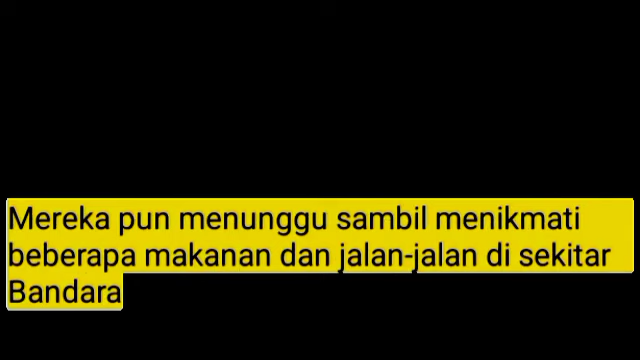 Mereka pun menunggu sambil menikmati
beberapa makanan dan jalan-jalan di sekitar
Bandara